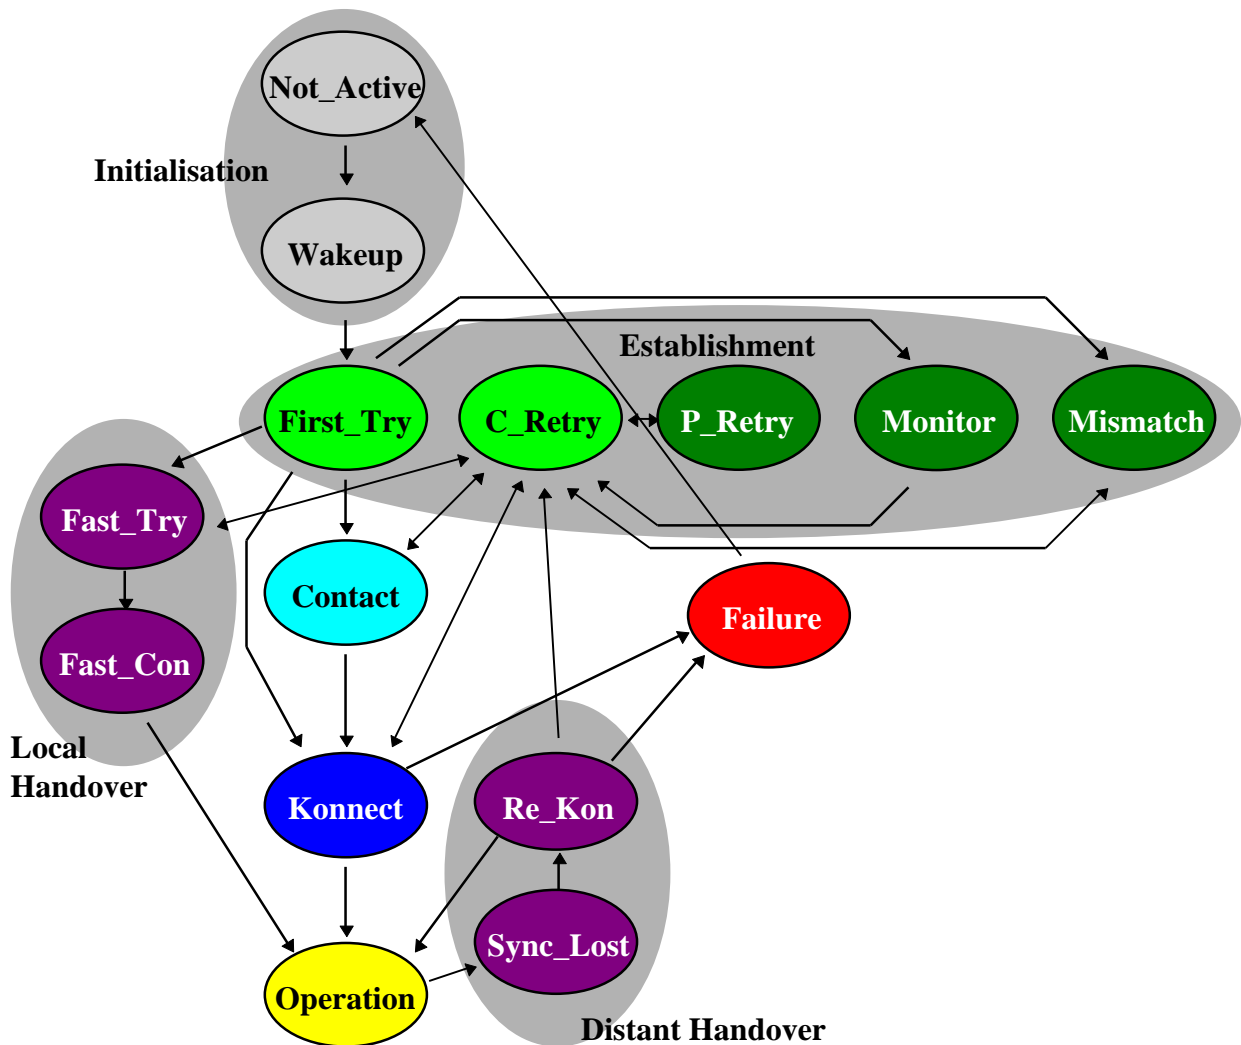 Not_Active
Initialisation
Wakeup
Establishment
First_Try
C_Retry
P_Retry
Monitor
Mismatch
Fast_Try
Contact
Failure
Fast_Con
Local
Handover
Konnect
Re_Kon
Sync_Lost
Operation
Distant Handover